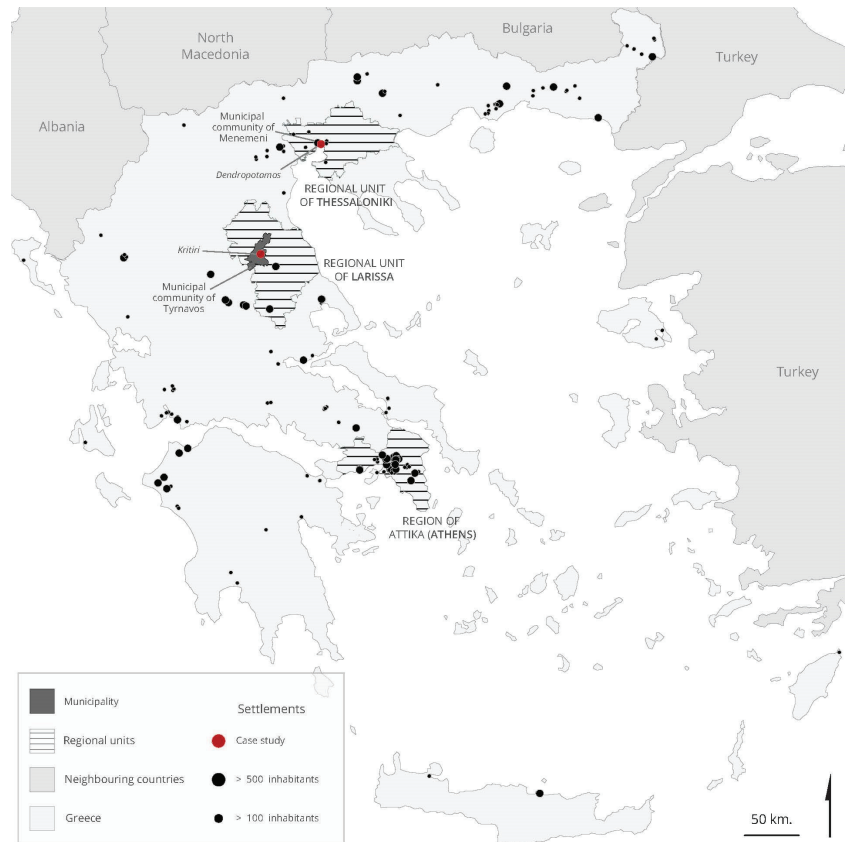 Bulgaria
North
Macedonia
Turkey
Albania
Municipal
community of
Menemeni
Dendropotamos
REGIONAL UNIT
OF THESSALONIKI
Kritiri
REGIONAL UNIT
OF LARISSA
Municipal
community of
Tyrnavos
Turkey
REGION OF
ATTIKA (ATHENS)
Municipality
Settlements
Regional units
Case study
Neighbouring countries
> 500 inhabitants
Greece
> 100 inhabitants
50 km.